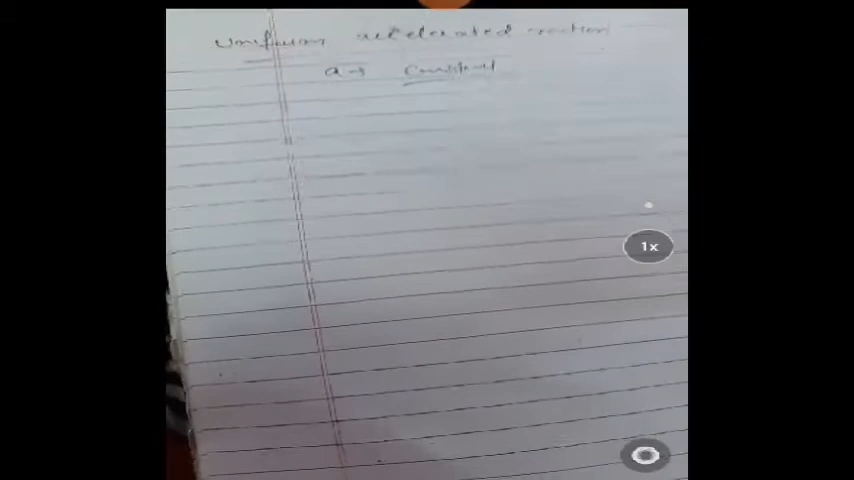 Uniform accelerated motion
a → constant
1x